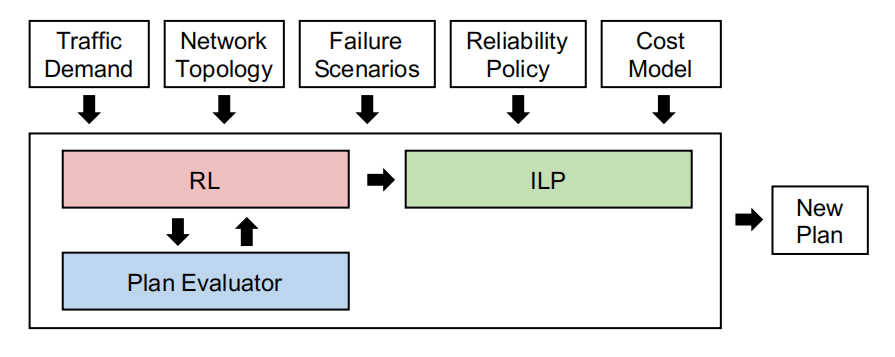 Traffic
Demand
Network
Topology
Failure
Scenarios
Reliability
Policy
Cost
Model
RL
ILP
Plan Evaluator
New
Plan